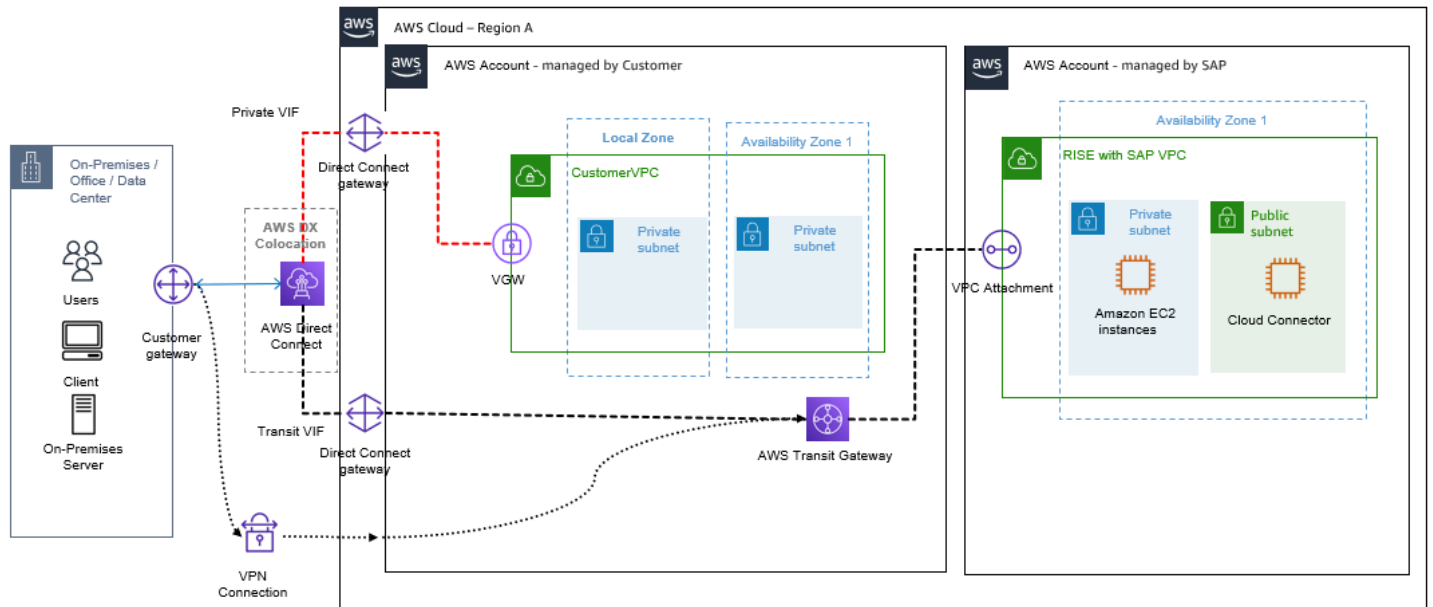 aws
AWS Cloud – Region A
aws
AWS Account - managed by Customer
aws
AWS Account - managed by SAP
Private VIF
Direct Connect
gateway
Local Zone
Availability Zone 1
Availability Zone 1
On-Premises /
Office / Data
Center
CustomerVPC
RISE with SAP VPC
AWS DX
Colocation
Private
subnet
Private
subnet
Private
subnet
Public
subnet
Users
VGW
VPC Attachment
Customer
gateway
AWS Direct
Connect
Amazon EC2
instances
Cloud Connector
Client
Transit VIF
Direct Connect
gateway
AWS Transit Gateway
On-Premises
Server
VPN
Connection